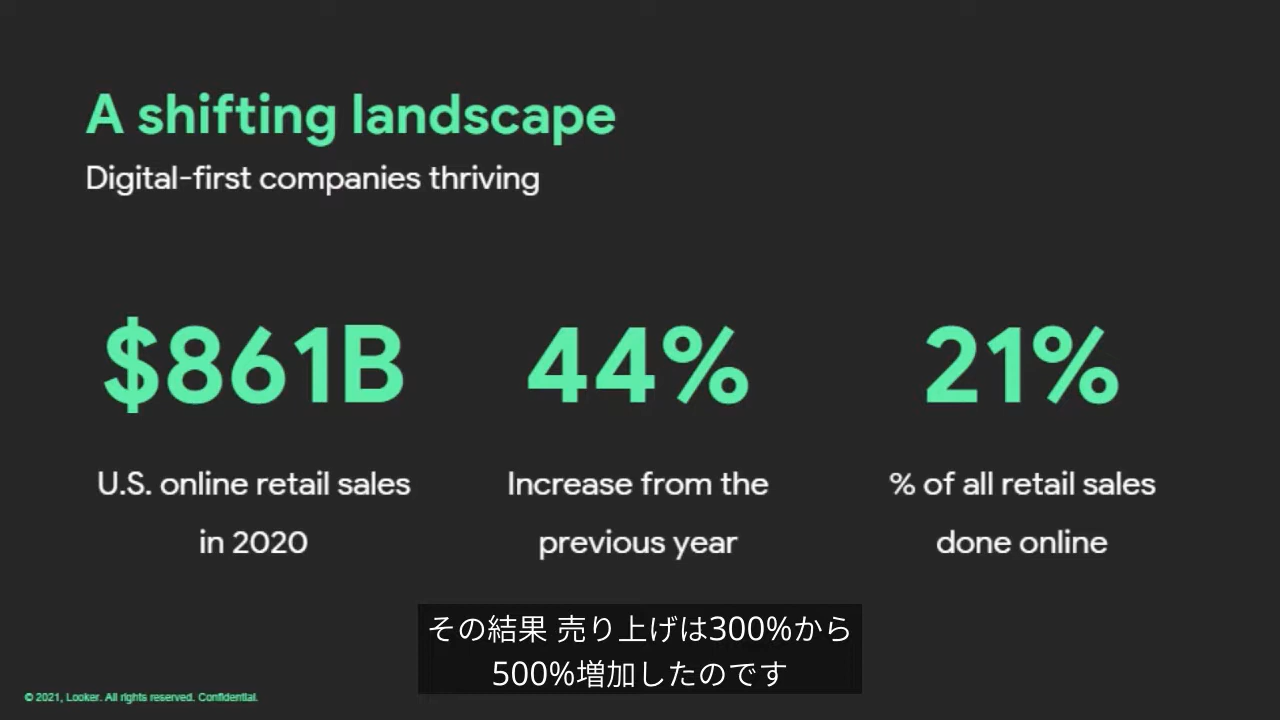 A shifting landscape
Digital-first companies thriving
$861B
44%
21%
U.S. online retail sales
in 2020
Increase from the
previous year
% of all retail sales
done online
その結果 売り上げは300%から
500%増加したのです
© 2021, Looker. All rights reserved. Confidential.